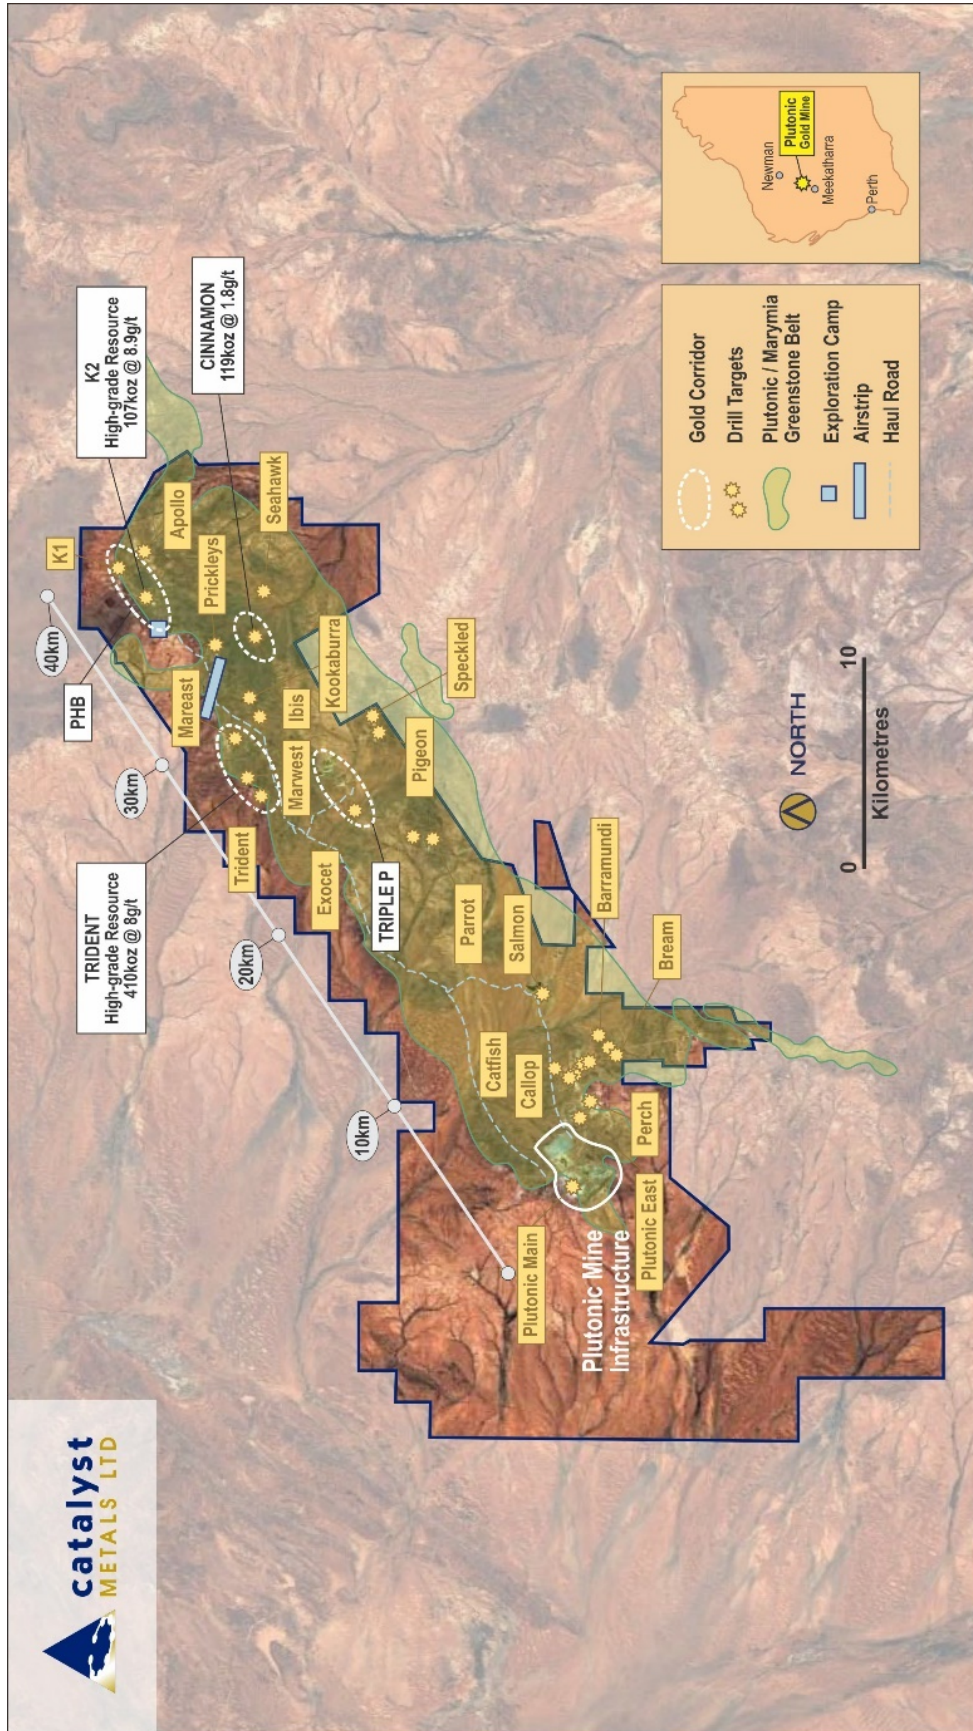 catalyst
METALS LTD
TRIDENT
High-grade Resource
410koz @ 8g/t
PHB
K2
High-grade Resource
107koz @ 8.9g/t
CINNAMON
119koz @ 1.8g/t
TRIPLE P
10km
20km
30km
40km
K1
Apollo
Seahawk
Prickleys
Mareast
Trident
Marwest
Ibis
Kookaburra
Speckled
Pigeon
Exocet
Parrot
Salmon
Barramundi
Bream
Catfish
Callop
Perch
Plutonic Main
Plutonic Mine
Infrastructure
Plutonic East
NORTH
0
10
Kilometres
Gold Corridor
Drill Targets
Plutonic / Marymia
Greenstone Belt
Exploration Camp
Airstrip
Haul Road
Newman
Plutonic
Gold Mine
Meekatharra
Perth